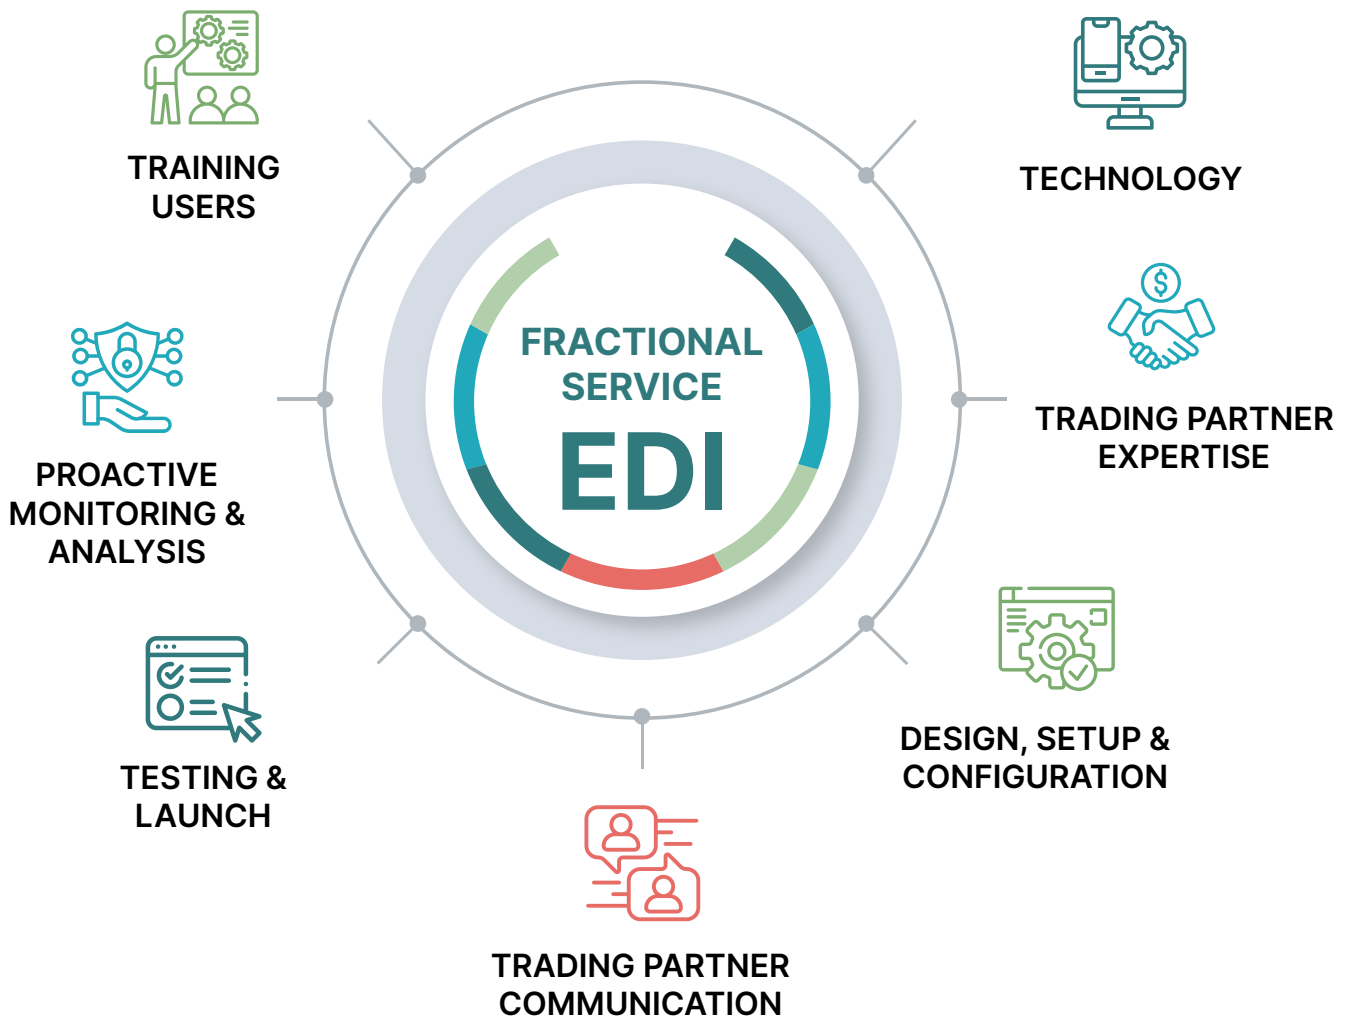 FRACTIONAL
SERVICE
EDI
TECHNOLOGY
TRADING PARTNER
EXPERTISE
DESIGN, SETUP &
CONFIGURATION
TRADING PARTNER
COMMUNICATION
TESTING &
LAUNCH
PROACTIVE
MONITORING &
ANALYSIS
TRAINING
USERS
$